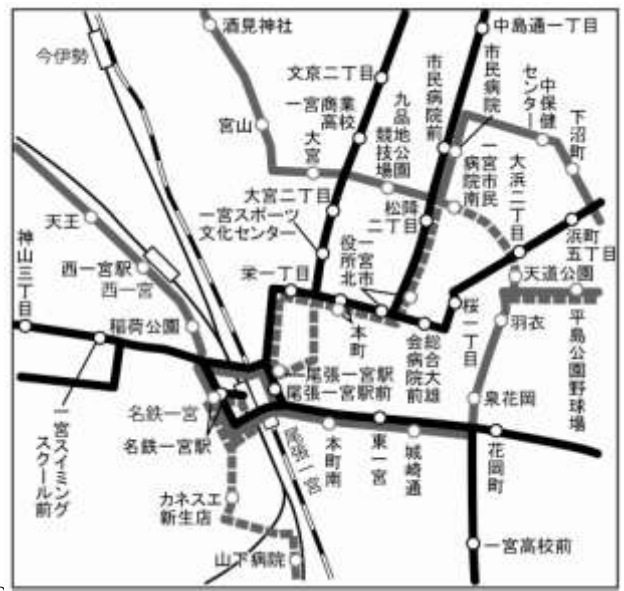 酒見神社
中島通一丁目
今伊勢
文京二丁目
一宮商業
高校
宮山
大宮
九品地公園
競技場
市民病院前
市民病院
一宮市民
病院南
中保健
センター
下沼町
大浜二丁目
大宮二丁目
一宮スポーツ
文化センター
松降
二丁目
天王
神山三丁目
西一宮駅
西一宮
稲荷公園
栄一丁目
本町
一宮市
役所北
総合大雄
会病院前
桜一丁目
浜町
五丁目
天道公園
羽衣
平島公園野球場
尾張一宮駅
尾張一宮駅前
泉花岡
名鉄一宮
名鉄一宮駅
尾張一宮
一宮スイミング
スクール前
本町南
東一宮
城崎通
花岡町
カネスエ
新生店
山下病院
一宮高校前